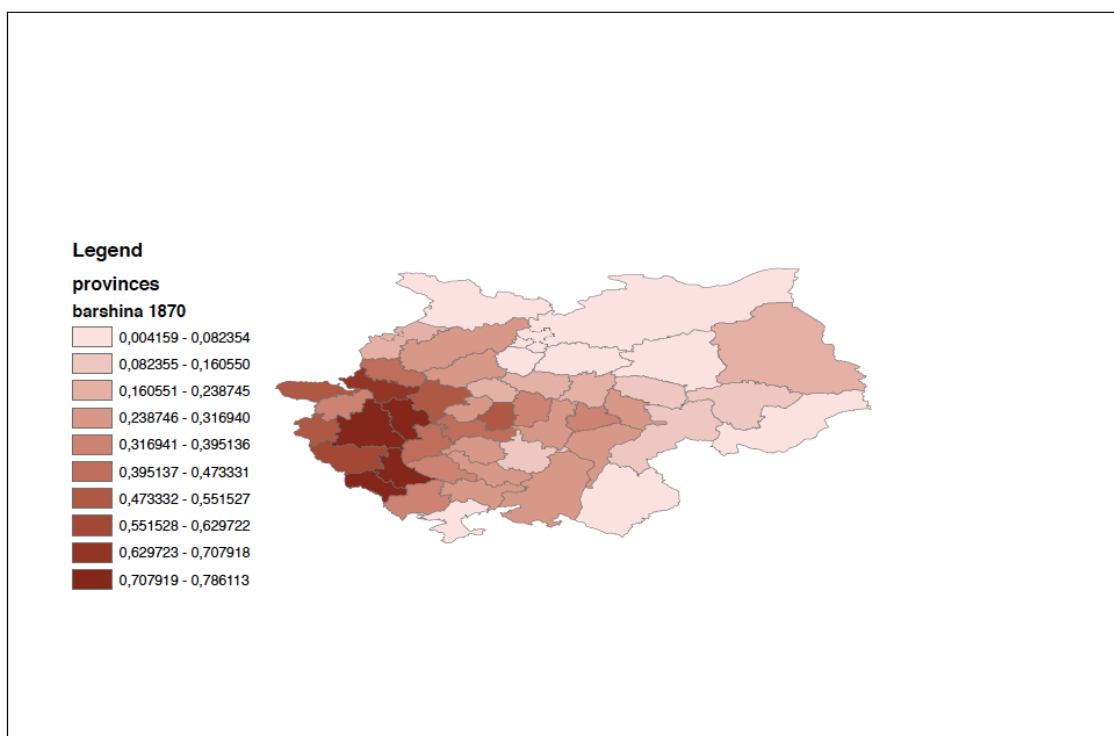 Legend
provinces
barshina 1870
0,004159 - 0,082354
0,082355 - 0,160550
0,160551 - 0,238745
0,238746 - 0,316940
0,316941 - 0,395136
0,395137 - 0,473331
0,473332 - 0,551527
0,551528 - 0,629722
0,629723 - 0,707918
0,707919 - 0,786113